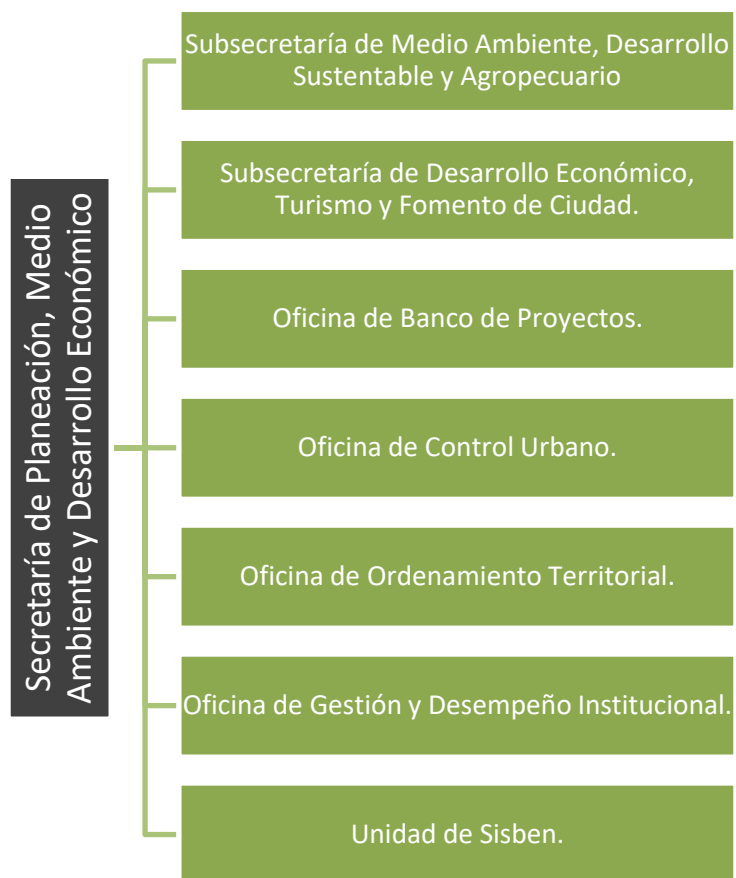 Secretaría de Planeación, Medio
Ambiente y Desarrollo Económico
Subsecretaría de Medio Ambiente, Desarrollo
Sustentable y Agropecuario
Subsecretaría de Desarrollo Económico,
Turismo y Fomento de Ciudad.
Oficina de Banco de Proyectos.
Oficina de Control Urbano.
Oficina de Ordenamiento Territorial.
Oficina de Gestión y Desempeño Institucional.
Unidad de Sisben.